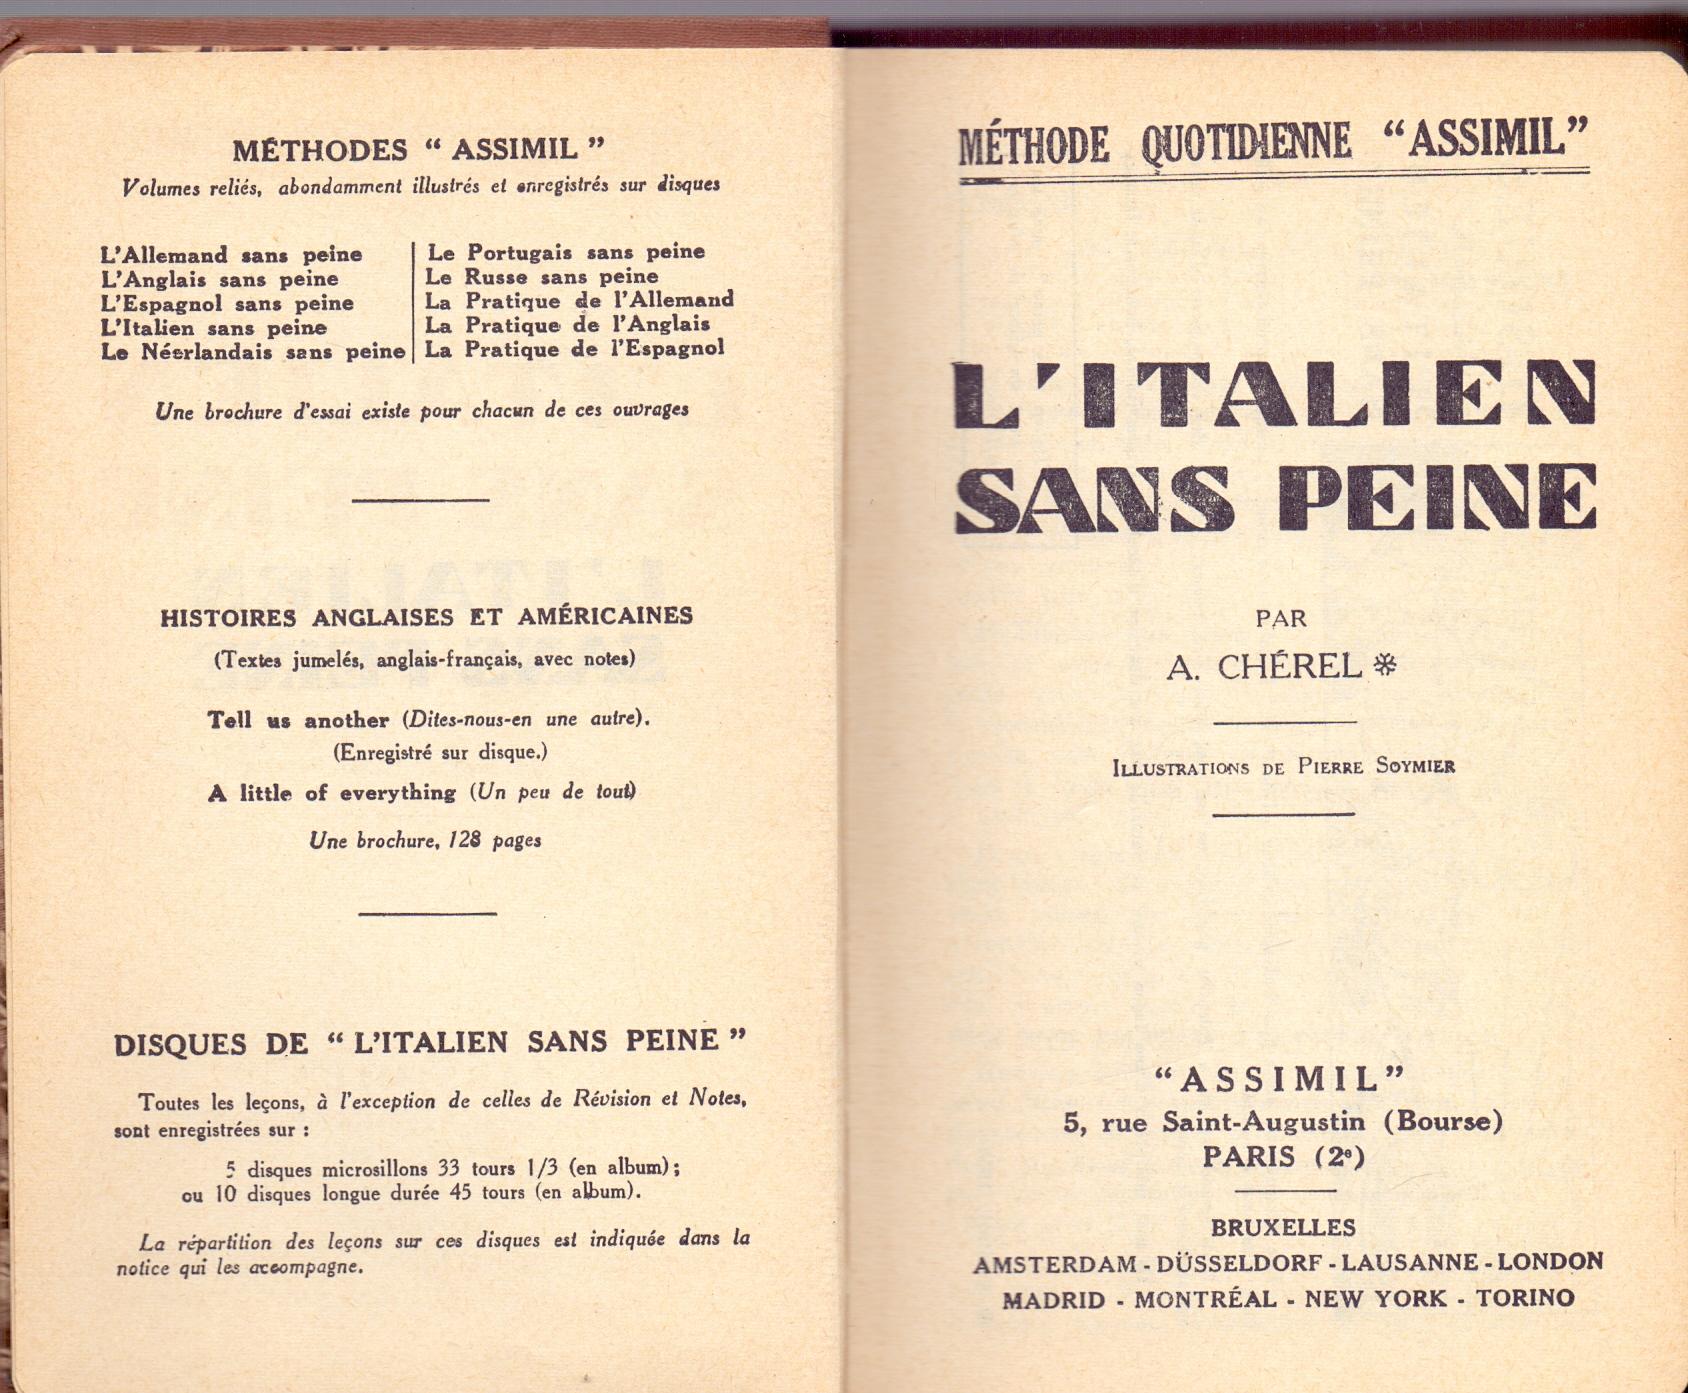 MÉTHODES “ ASSIMIL ”
Volumes reliés, abondamment illustrés et enregistrés sur disques
L’Allemand sans peine
L’Anglais sans peine
L’Espagnol sans peine
L’Italien sans peine
Le Néerlandais sans peine
Le Portugais sans peine
Le Russe sans peine
La Pratique de l’Allemand
La Pratique de l’Anglais
La Pratique de l’Espagnol
Une brochure d’essai existe pour chacun de ces ouvrages
HISTOIRES ANGLAISES ET AMÉRICAINES
(Textes jumelés, anglais-français, avec notes)
Tell us another (Dites-nous-en une autre).
(Enregistré sur disque.)
A little of everything (Un peu de tout)
Une brochure, 128 pages
DISQUES DE “ L’ITALIEN SANS PEINE ”
Toutes les leçons, à l’exception de celles de Révision et Notes,
sont enregistrées sur :
5 disques microsillons 33 tours 1/3 (en album) ;
ou 10 disques longue durée 45 tours (en album).
La répartition des leçons sur ces disques est indiquée dans la
notice qui les accompagne.
MÉTHODE QUOTIDIENNE “ASSIMIL”
L’ITALIEN
SANS PEINE
PAR
A. CHÉREL ✻
ILLUSTRATIONS DE PIERRE SOYMIER
“ASSIMIL”
5, rue Saint-Augustin (Bourse)
PARIS (2e)
BRUXELLES
AMSTERDAM - DÜSSELDORF - LAUSANNE - LONDON
MADRID - MONTRÉAL - NEW YORK - TORINO